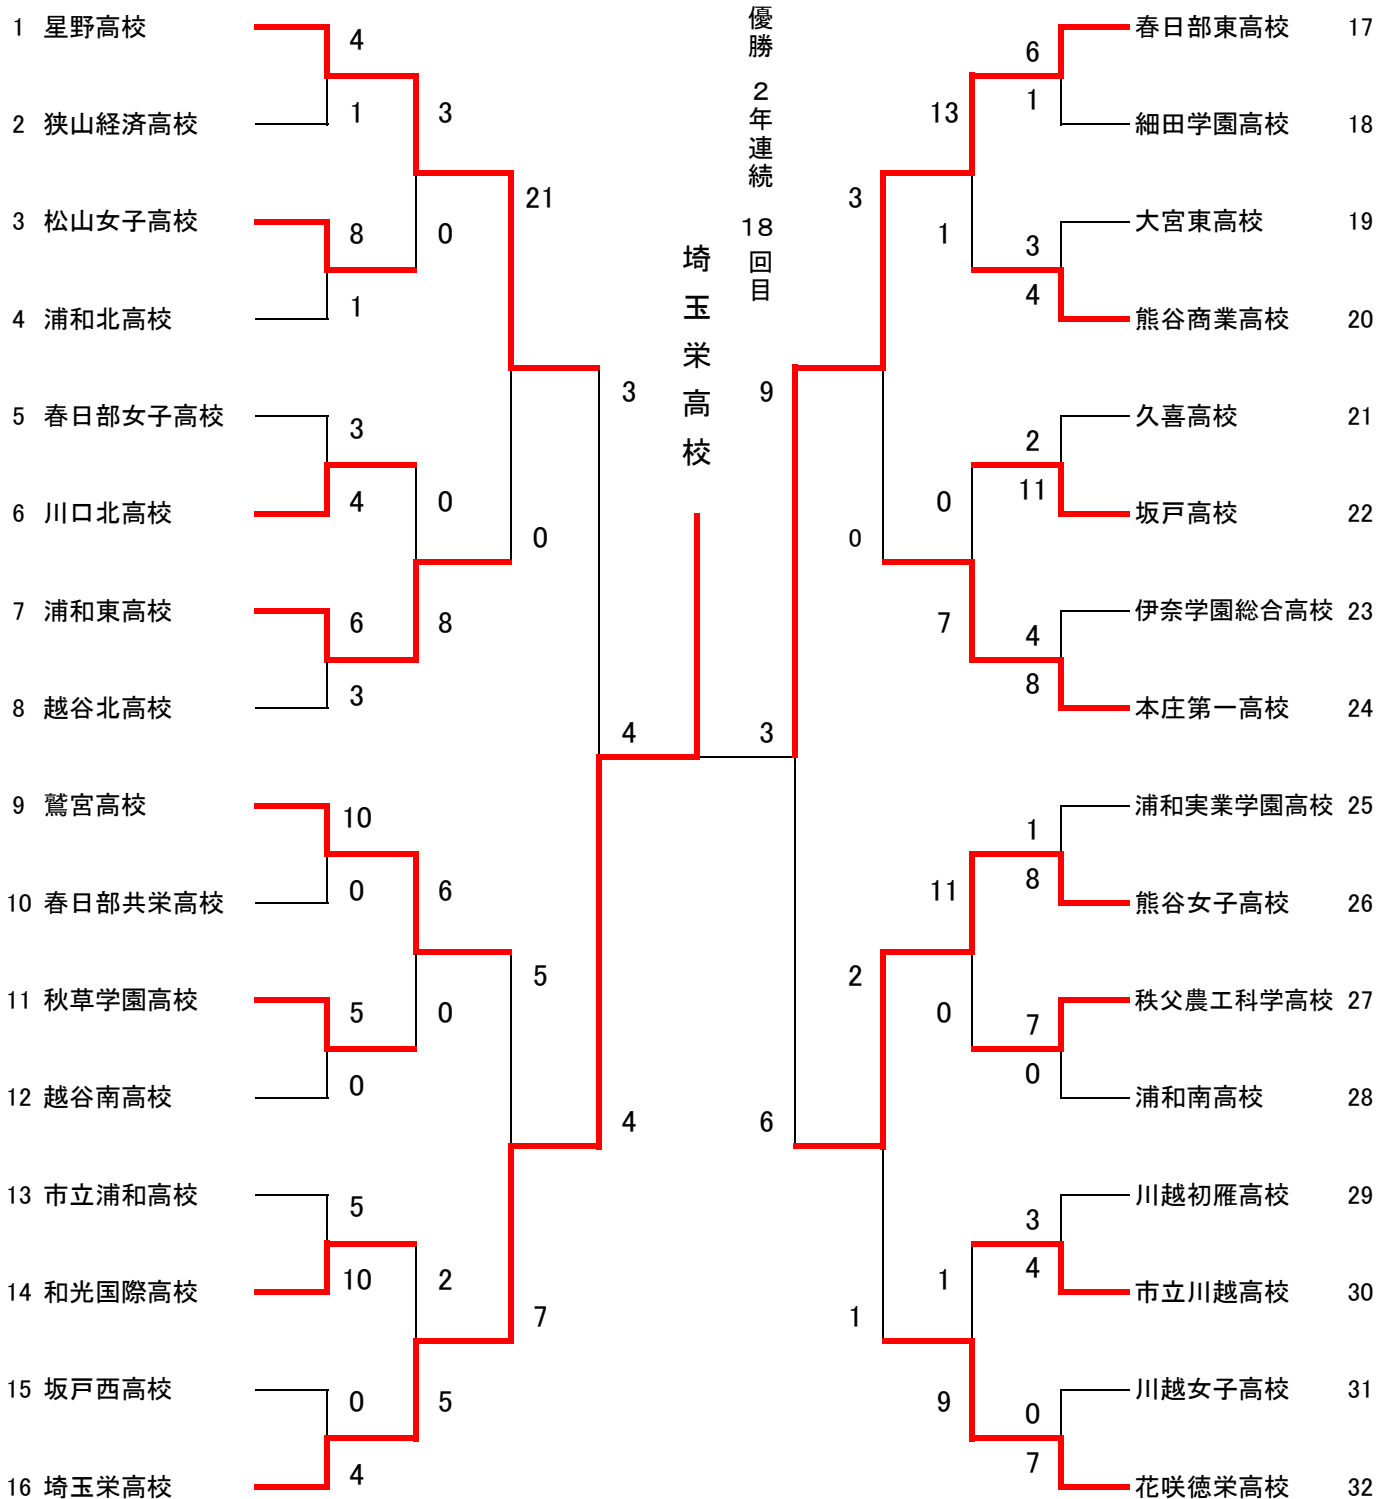 1 星野高校
2 狭山経済高校
3 松山女子高校
4 浦和北高校
5 春日部女子高校
6 川口北高校
7 浦和東高校
8 越谷北高校
9 鷲宮高校
10 春日部共栄高校
11 秋草学園高校
12 越谷南高校
13 市立浦和高校
14 和光国際高校
15 坂戸西高校
16 埼玉栄高校
4
1
8
1
3
4
6
3
10
0
5
0
5
10
0
4
3
0
0
8
6
0
2
5
21
0
5
7
3
4
4
埼玉栄高校
優勝 2年連続 18回目
3
9
6
3
0
2
1
13
1
0
7
11
0
1
9
6
1
3
4
2
11
4
8
1
8
7
0
3
4
0
7
春日部東高校 17
細田学園高校 18
大宮東高校 19
熊谷商業高校 20
久喜高校 21
坂戸高校 22
伊奈学園総合高校 23
本庄第一高校 24
浦和実業学園高校 25
熊谷女子高校 26
秩父農工科学高校 27
浦和南高校 28
川越初雁高校 29
市立川越高校 30
川越女子高校 31
花咲徳栄高校 32